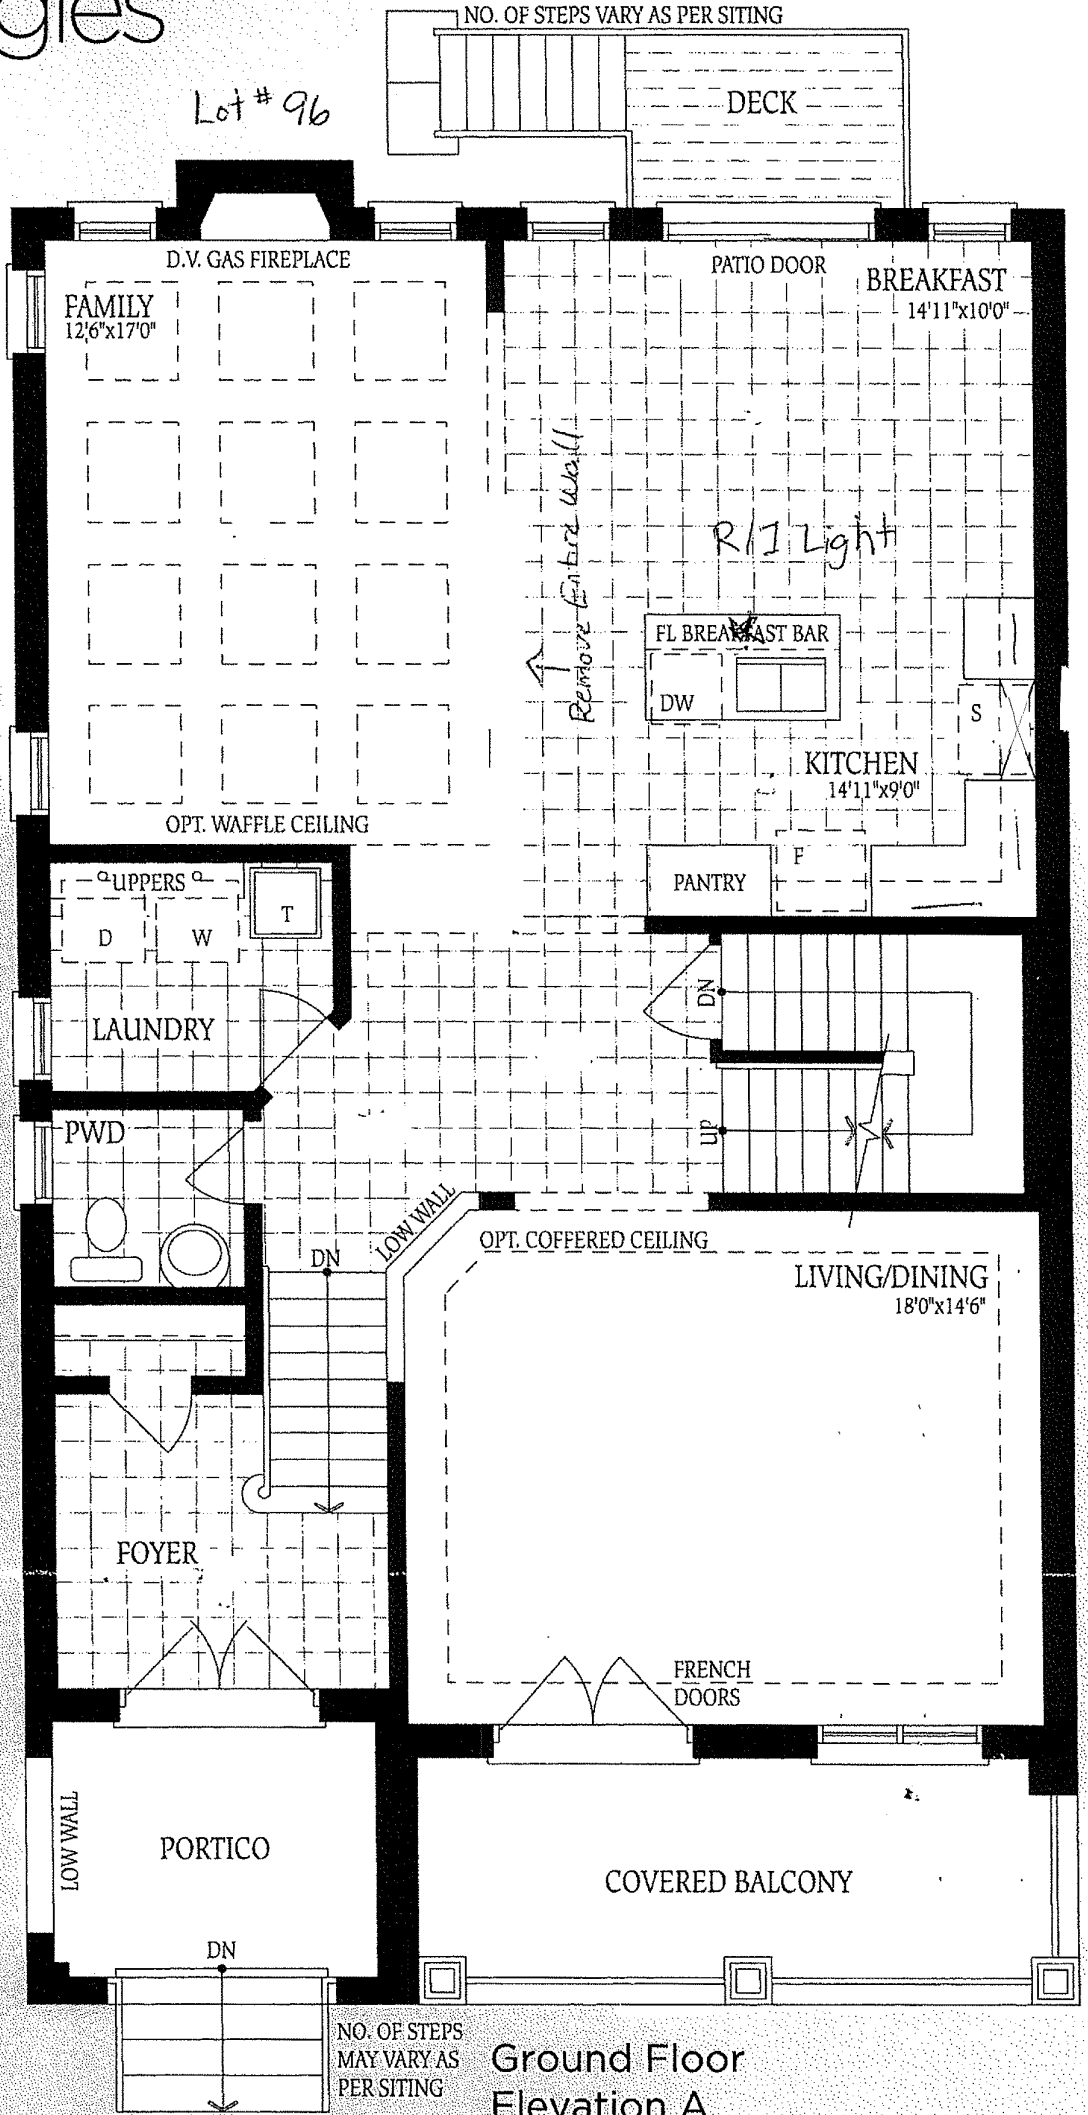 NO. OF STEPS VARY AS PER SITING
Lot # 96
DECK
D.V. GAS FIREPLACE
PATIO DOOR
BREAKFAST
14'11"x10'0"
FAMILY
12'6"x17'0"
Remove Entire Wall
R/I Light
FL BREAKFAST BAR
DW
S
KITCHEN
14'11"x9'0"
OPT. WAFFLE CEILING
F
PANTRY
UPPERS
D
W
T
DN
LAUNDRY
PWD
UP
LOW WALL
DN
OPT. COFFERED CEILING
LIVING/DINING
18'0"x14'6"
FOYER
FRENCH
DOORS
LOW WALL
PORTICO
COVERED BALCONY
DN
NO. OF STEPS
MAY VARY AS
PER SITING
Ground Floor
Elevation A